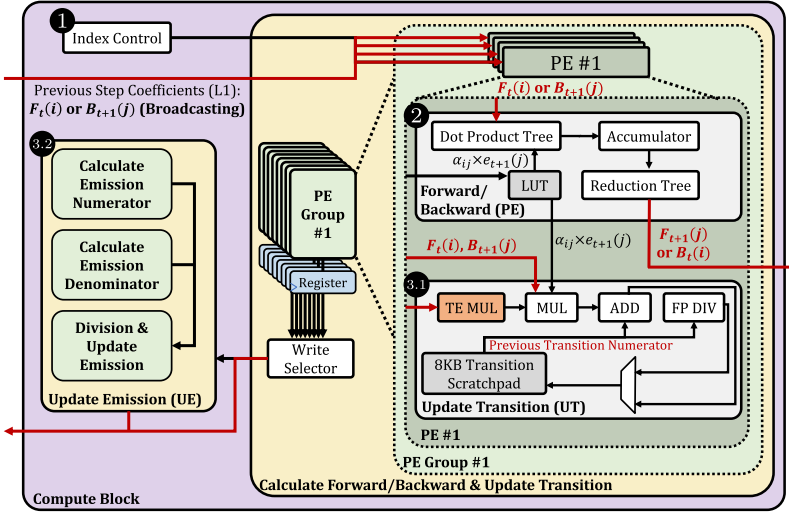 1
Index Control
Previous Step Coefficients (L1):
F_t(i) or B_{t+1}(j) (Broadcasting)
3.2
Calculate
Emission
Numerator
Calculate
Emission
Denominator
Division &
Update
Emission
Update Emission (UE)
PE
Group
#1
Register
Write
Selector
PE #1
F_t(i) or B_{t+1}(j)
2
Dot Product Tree
Accumulator
α_{ij}×e_{t+1}(j)
LUT
Reduction Tree
Forward/
Backward (PE)
F_t(i), B_{t+1}(j)
α_{ij}×e_{t+1}(j)
F_{t+1}(j)
or B_t(i)
3.1
TE MUL
MUL
ADD
FP DIV
Previous Transition Numerator
8KB Transition
Scratchpad
Update Transition (UT)
PE #1
PE Group #1
Calculate Forward/Backward & Update Transition
Compute Block